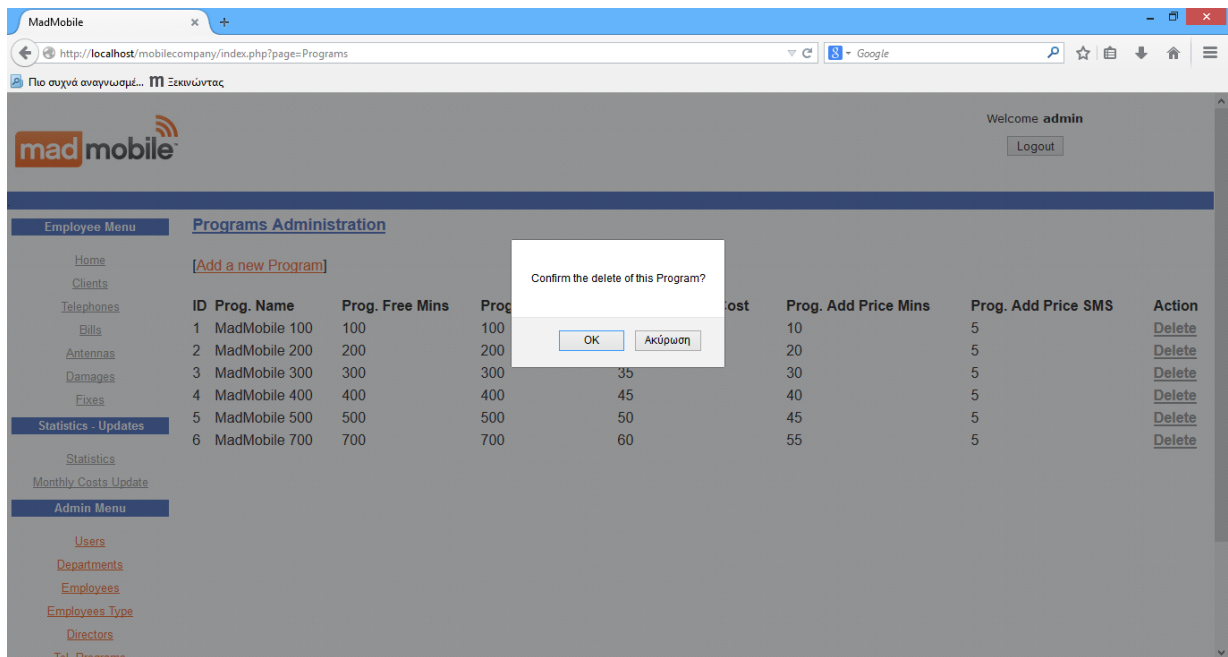 MadMobile
http://localhost/mobilecompany/index.php?page=Programs
Google
Πιο συχνά αναγνωσμέ...
Ξεκινώντας
mad mobile
Welcome admin
Logout
Employee Menu
Home
Clients
Telephones
Bills
Antennas
Damages
Fixes
Statistics - Updates
Statistics
Monthly Costs Update
Admin Menu
Users
Departments
Employees
Employees Type
Directors
Tel. Programs
Programs Administration
[Add a new Program]
ID Prog. Name Prog. Free Mins Prog Cost Prog. Add Price Mins Prog. Add Price SMS Action
1 MadMobile 100 100 100 10 5 Delete
2 MadMobile 200 200 200 20 5 Delete
3 MadMobile 300 300 300 35 30 5 Delete
4 MadMobile 400 400 400 45 40 5 Delete
5 MadMobile 500 500 500 50 45 5 Delete
6 MadMobile 700 700 700 60 55 5 Delete
Confirm the delete of this Program?
OK
Ακύρωση